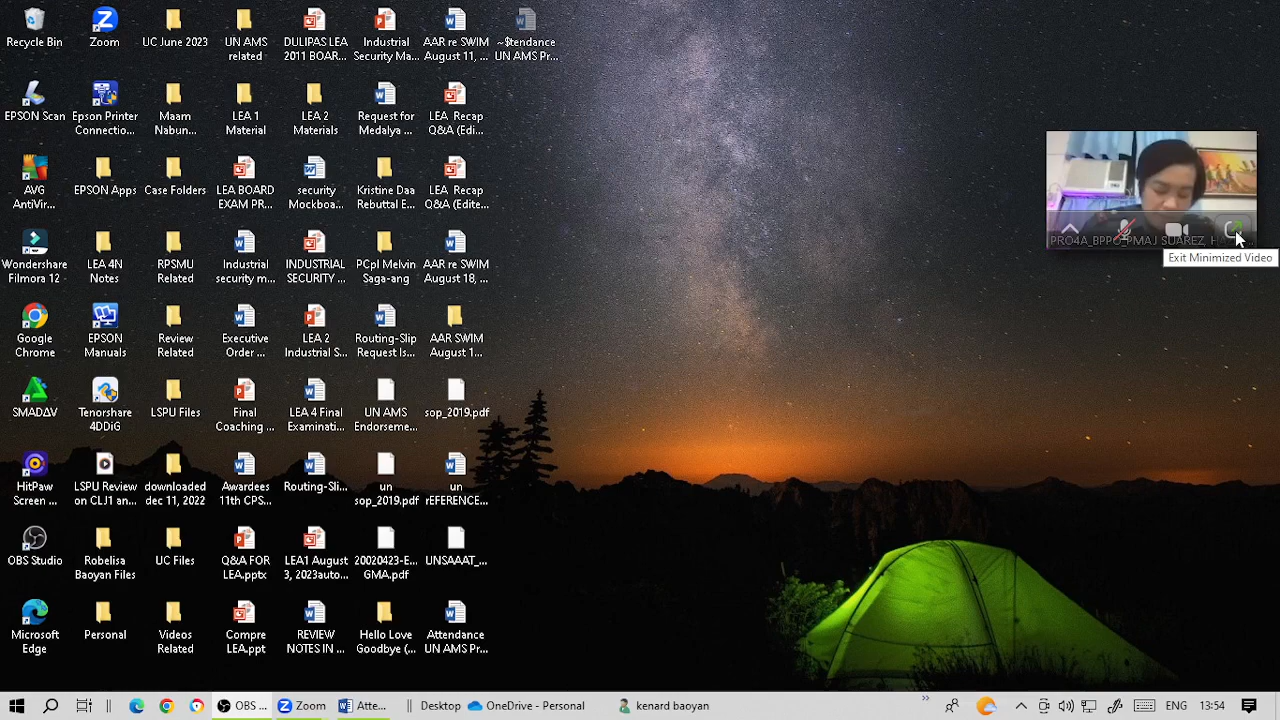 Recycle Bin
Zoom
UC June 2023
UN AMS
related
DULIPAS LEA
2011 BOAR...
Industrial
Security Ma...
AAR re SWIM
August 11, ...
~$tendance
UN AMS Pr...
EPSON Scan
Epson Printer
Connectio...
Maam
Nabun...
LEA 1
Material
LEA 2
Materials
Request for
Medalya ...
LEA Recap
Q&A (Edi...
AVG
AntiVir...
EPSON Apps
Case Folders
LEA BOARD
EXAM PR...
security
Mockboa...
Kristine Daa
Dacutta E...
LEA Recap
Q&A (Edite...
Wondershare
Filmora 12
LEA 4N
Notes
RPSMU
Related
Industrial
security m...
INDUSTRIAL
SECURITY ...
PCpl Melvin
Saga-ang
AAR re SWIM
August 18, ...
Google
Chrome
EPSON
Manuals
Review
Related
Executive
Order ...
LEA 2
Industrial S...
Routing-Slip
Request Is...
AAR SWIM
August 1...
SMADAV
Tenorshare
4DDiG
LSPU Files
Final
Coaching ...
LEA 4 Final
Examinati...
UN AMS
Endorseme...
sop_2019.pdf
HitPaw
Screen ...
LSPU Review
on CLJ1 an...
downloaded
dec 11, 2022
Awardees
11th CPS...
Routing-Sli...
un
sop_2019.pdf
un
rEFERENCE...
OBS Studio
Robelisa
Baoyan Files
UC Files
Q&A FOR
LEA.pptx
LEA1 August
3, 2023auto...
20020423-E...
GMA.pdf
UNSAAT_...
Microsoft
Edge
Personal
Videos
Related
Compre
LEA.ppt
REVIEW
NOTES IN ...
Hello Love
Goodbye (...
Attendance
UN AMS Pr...
PRO4A_BPPO_PMAJ SUAREZ, HA
Exit Minimized Video
OBS ...
Zoom
Atte...
Desktop
OneDrive - Personal
kenard baoyan
ENG
13:54